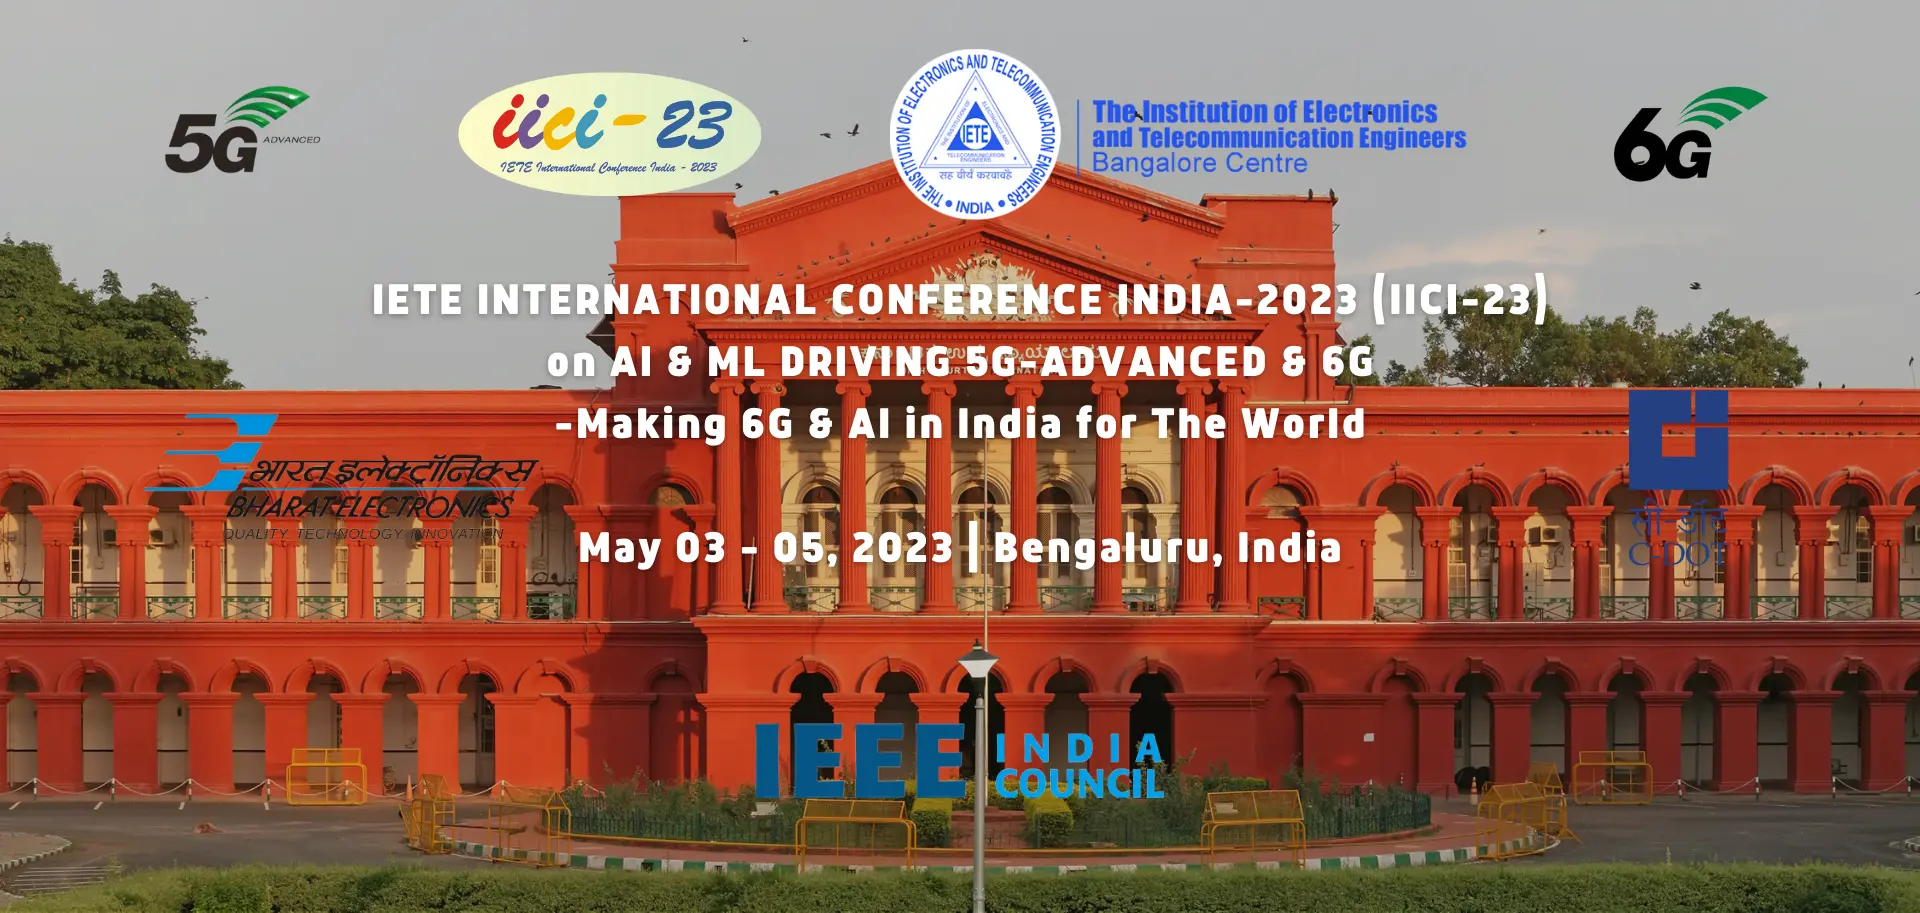 5G
ADVANCED
iici - 23
IETE International Conference India - 2023
THE INSTITUTION OF ELECTRONICS AND TELECOMMUNICATION ENGINEERS
• INDIA •
IETE
सह वीर्यं करवावहै
The Institution of Electronics
and Telecommunication Engineers
Bangalore Centre
6G
IETE INTERNATIONAL CONFERENCE INDIA-2023 (IICI-23)
on AI & ML DRIVING 5G-ADVANCED & 6G
-Making 6G & AI in India for The World
भारत इलेक्ट्रॉनिक्स
BHARAT ELECTRONICS
QUALITY. TECHNOLOGY. INNOVATION
सी-डॉट
C-DOT
May 03 - 05, 2023 | Bengaluru, India
IEEE INDIA
COUNCIL